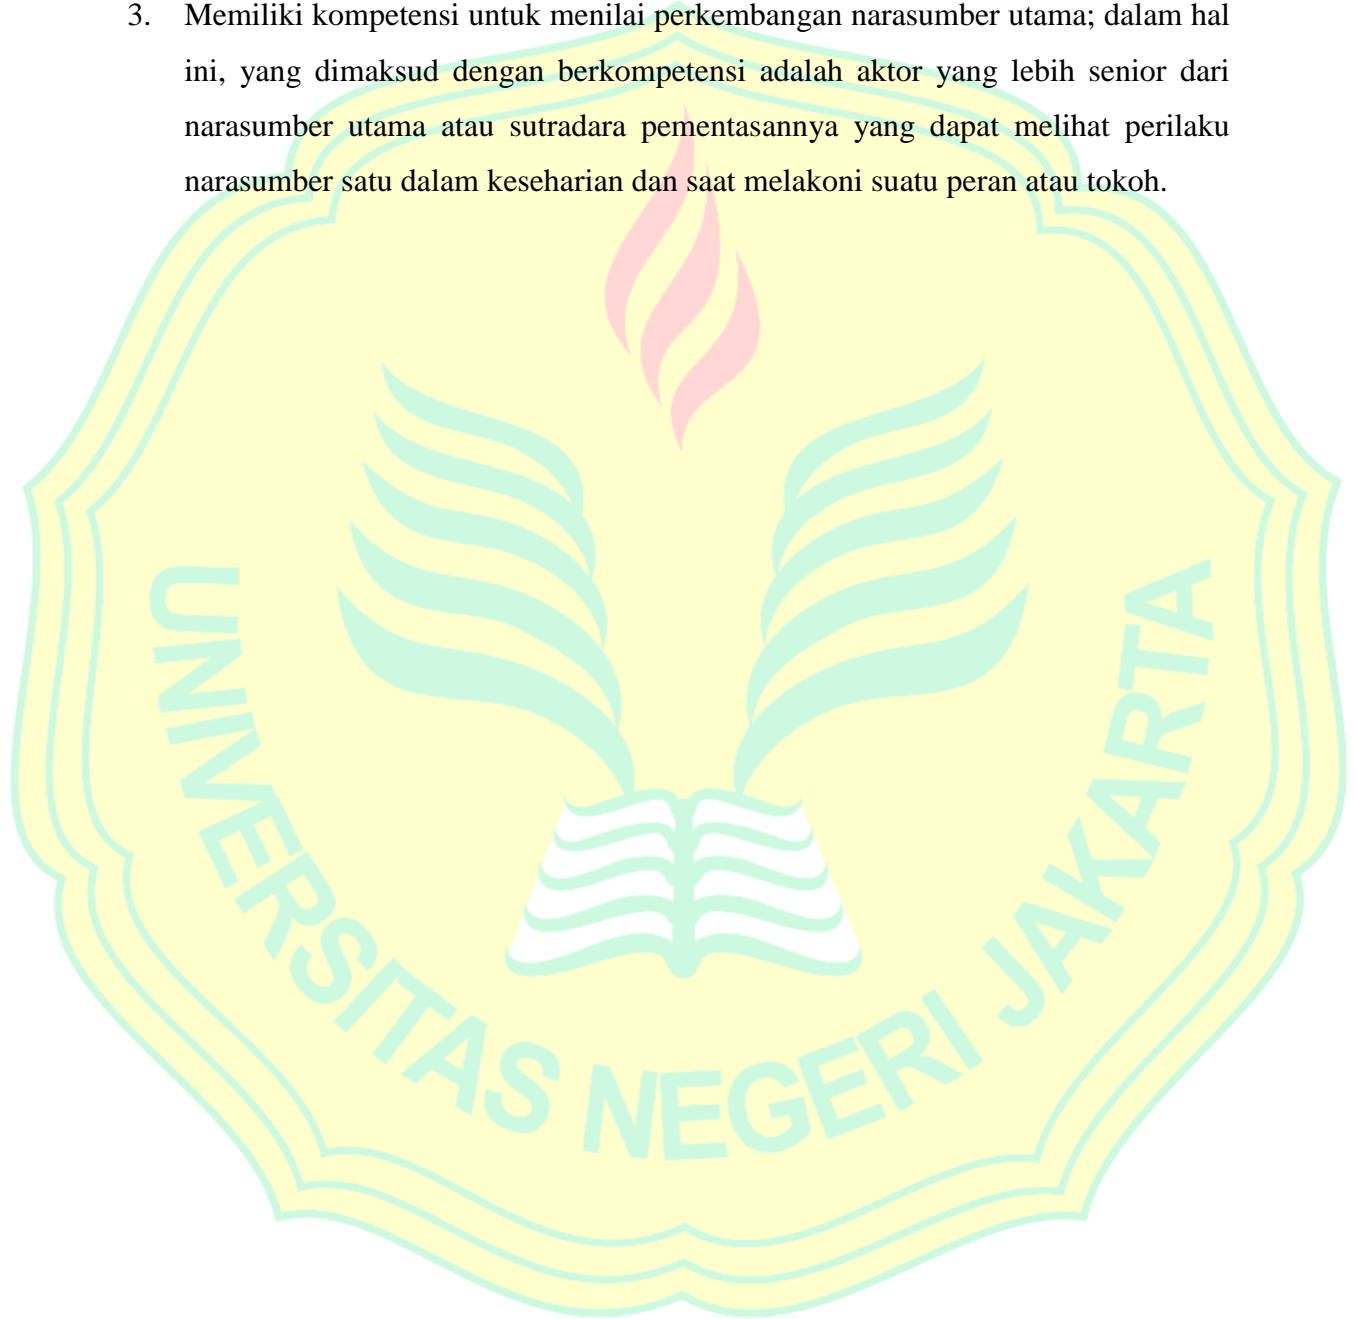 3. Memiliki kompetensi untuk menilai perkembangan narasumber utama; dalam hal
ini, yang dimaksud dengan berkompetensi adalah aktor yang lebih senior dari
narasumber utama atau sutradara pementasannya yang dapat melihat perilaku
narasumber satu dalam keseharian dan saat melakoni suatu peran atau tokoh.
UNIVERSITAS NEGERI JAKARTA